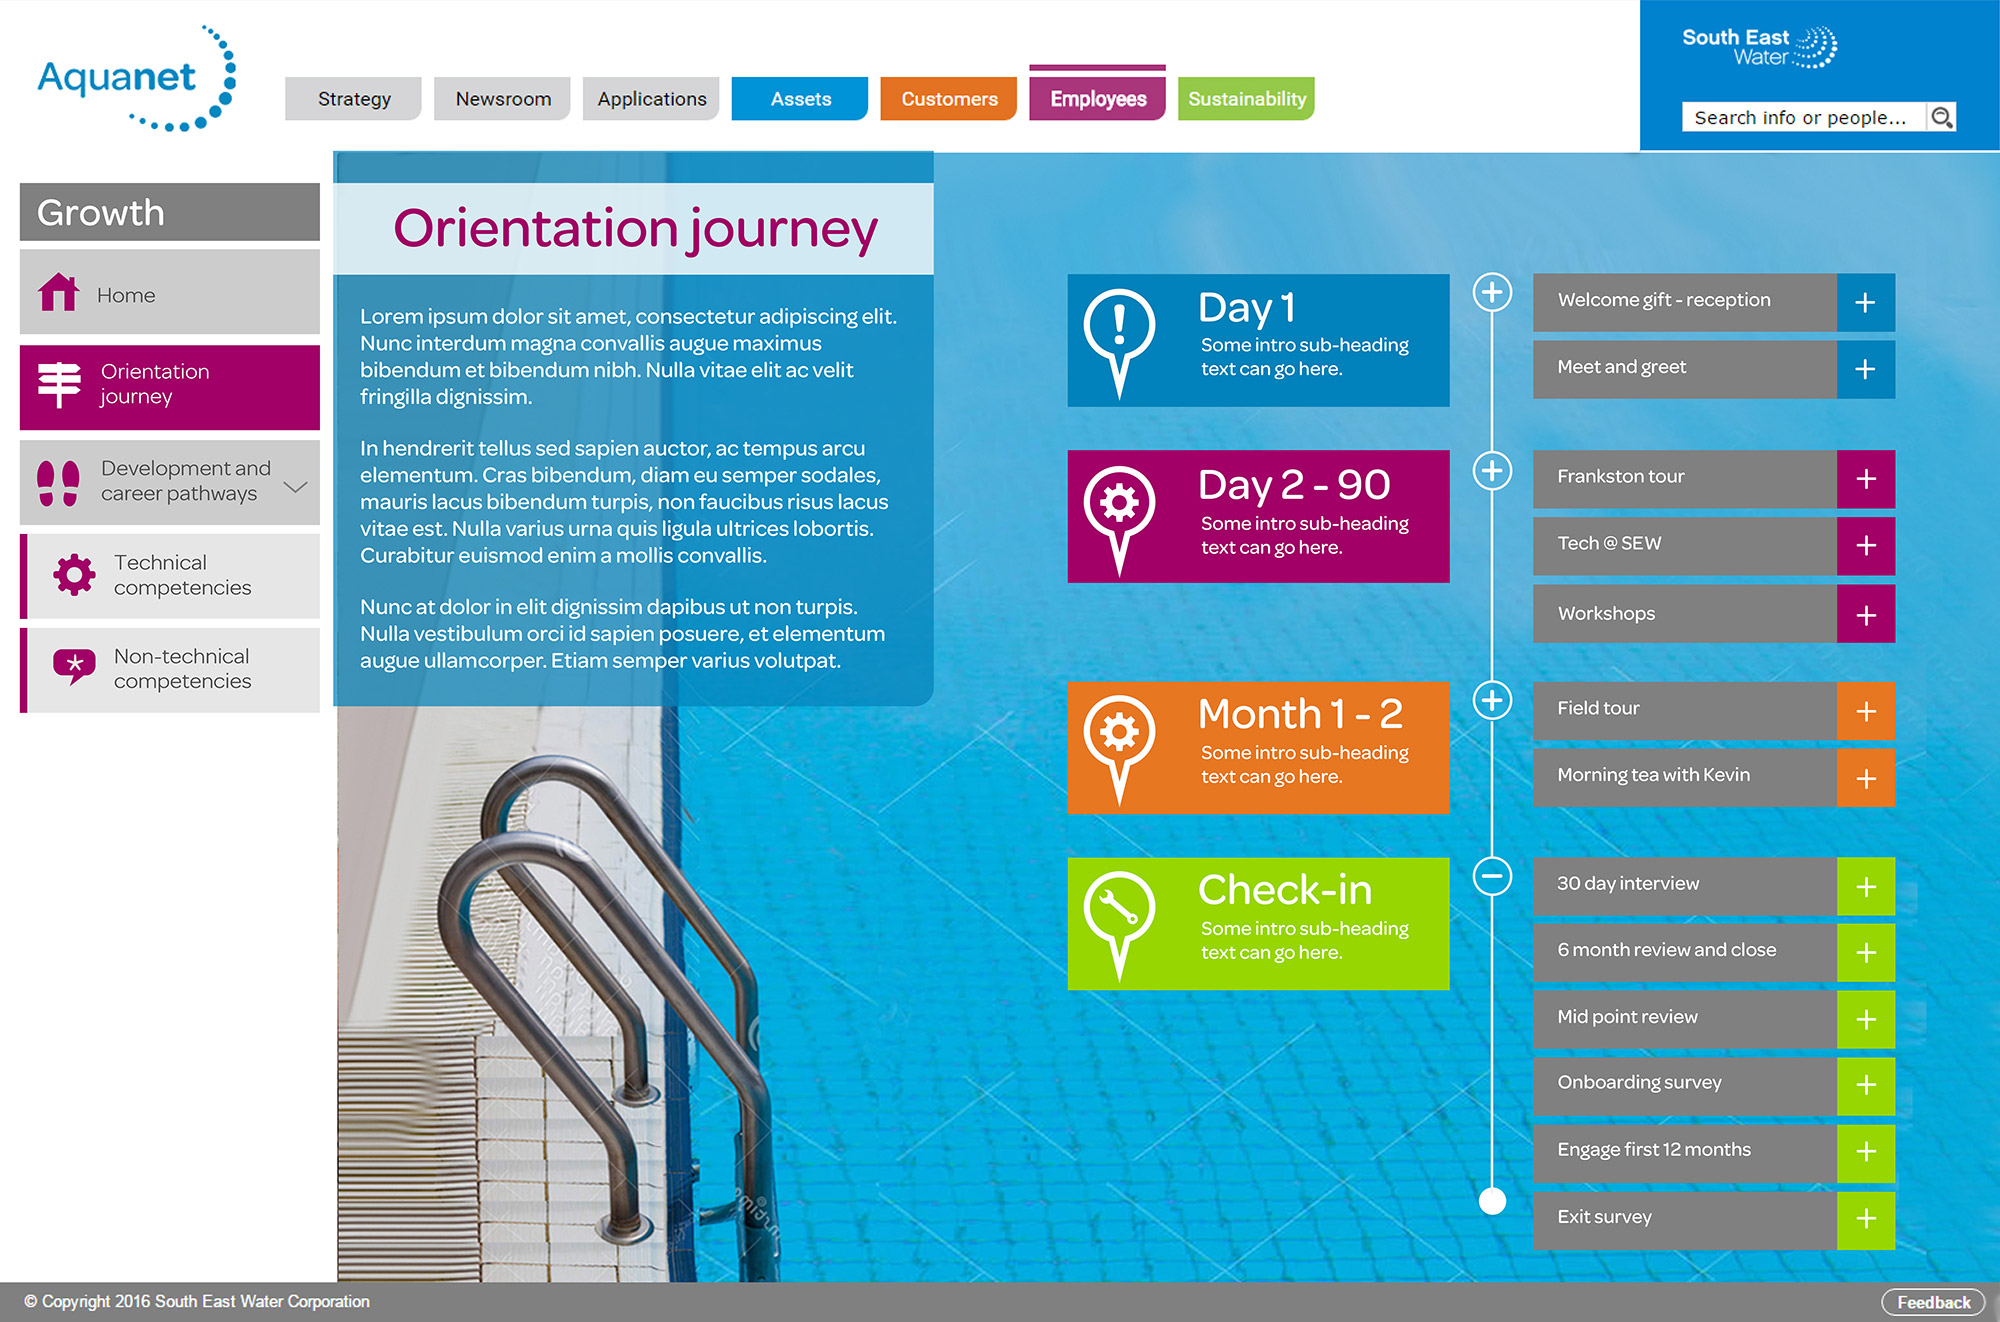 Aquanet
Strategy
Newsroom
Applications
Assets
Customers
Employees
Sustainability
South East
Water
Search info or people...
Growth
Home
Orientation
journey
Development and
career pathways
Technical
competencies
Non-technical
competencies
Orientation journey
Lorem ipsum dolor sit amet, consectetur adipiscing elit.
Nunc interdum magna convallis augue maximus
bibendum et bibendum nibh. Nulla vitae elit ac velit
fringilla dignissim.
In hendrerit tellus sed sapien auctor, ac tempus arcu
elementum. Cras bibendum, diam eu semper sodales,
mauris lacus bibendum turpis, non faucibus risus lacus
vitae est. Nulla varius urna quis ligula ultrices lobortis.
Curabitur euismod enim a mollis convallis.
Nunc at dolor in elit dignissim dapibus ut non turpis.
Nulla vestibulum orci id sapien posuere, et elementum
augue ullamcorper. Etiam semper varius volutpat.
Day 1
Some intro sub-heading
text can go here.
Welcome gift - reception
Meet and greet
Day 2 - 90
Some intro sub-heading
text can go here.
Frankston tour
Tech @ SEW
Workshops
Month 1 - 2
Some intro sub-heading
text can go here.
Field tour
Morning tea with Kevin
Check-in
Some intro sub-heading
text can go here.
30 day interview
6 month review and close
Mid point review
Onboarding survey
Engage first 12 months
Exit survey
© Copyright 2016 South East Water Corporation
Feedback